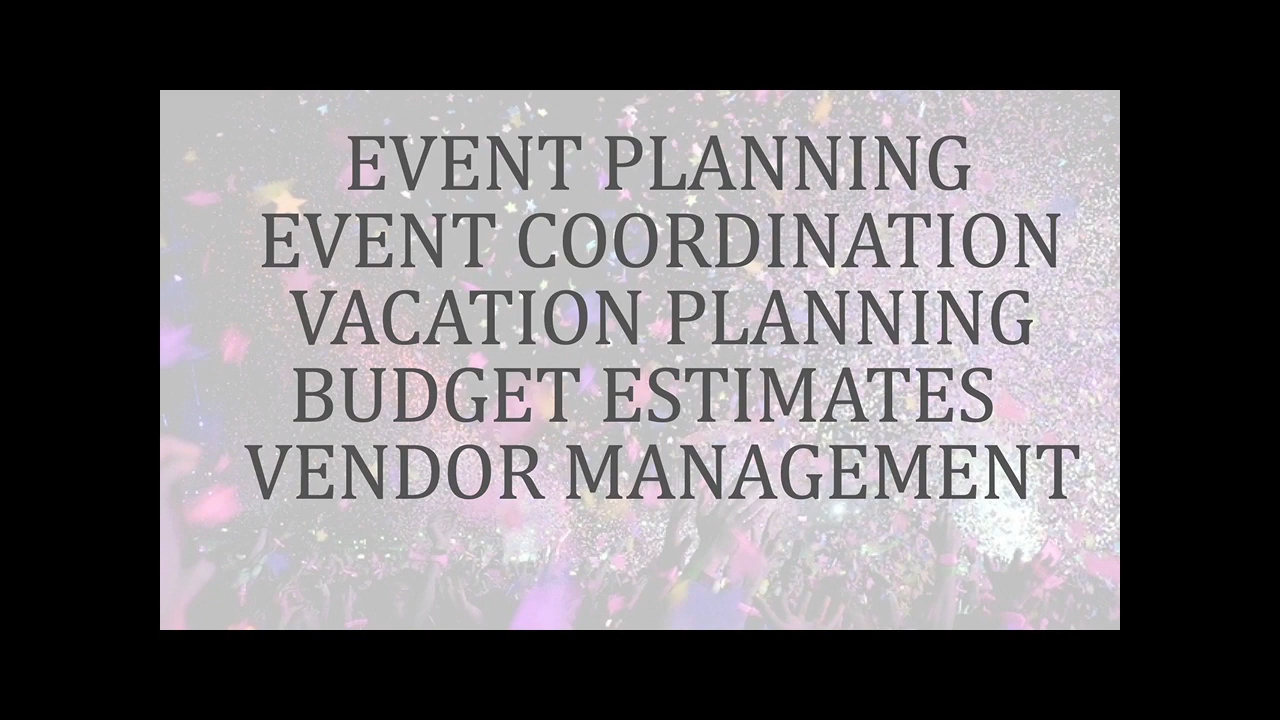 EVENT PLANNING
EVENT COORDINATION
VACATION PLANNING
BUDGET ESTIMATES
VENDOR MANAGEMENT